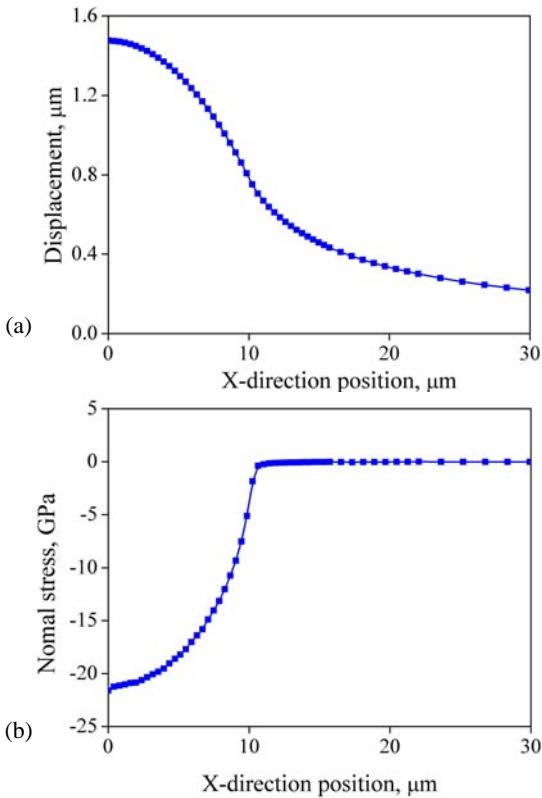 1.6
1.2
0.8
0.4
0.0
Displacement, μm
(a)
0 10 20 30
X-direction position, μm
5
0
-5
-10
-15
-20
-25
Nomal stress, GPa
(b)
0 10 20 30
X-direction position, μm